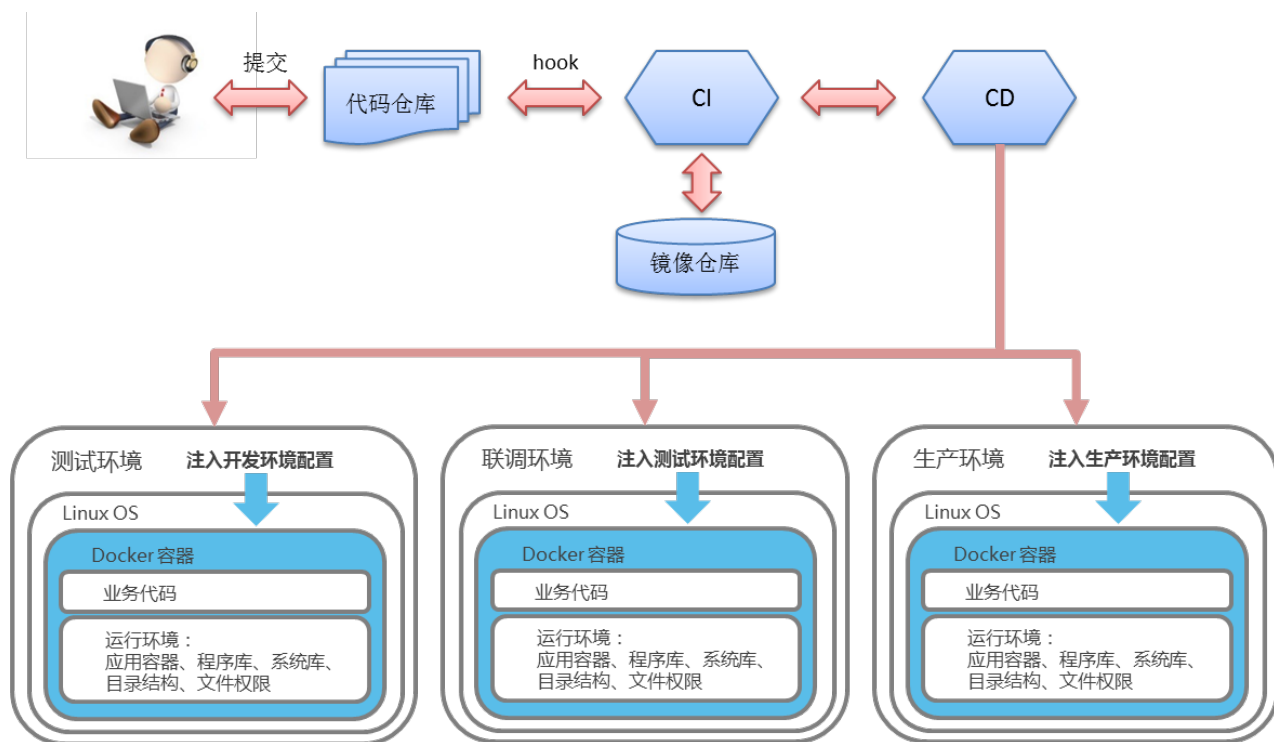 提交
代码仓库
hook
CI
CD
镜像仓库
测试环境
注入开发环境配置
Linux OS
Docker 容器
业务代码
运行环境：
应用容器、程序库、系统库、
目录结构、文件权限
联调环境
注入测试环境配置
Linux OS
Docker 容器
业务代码
运行环境：
应用容器、程序库、系统库、
目录结构、文件权限
生产环境
注入生产环境配置
Linux OS
Docker 容器
业务代码
运行环境：
应用容器、程序库、系统库、
目录结构、文件权限